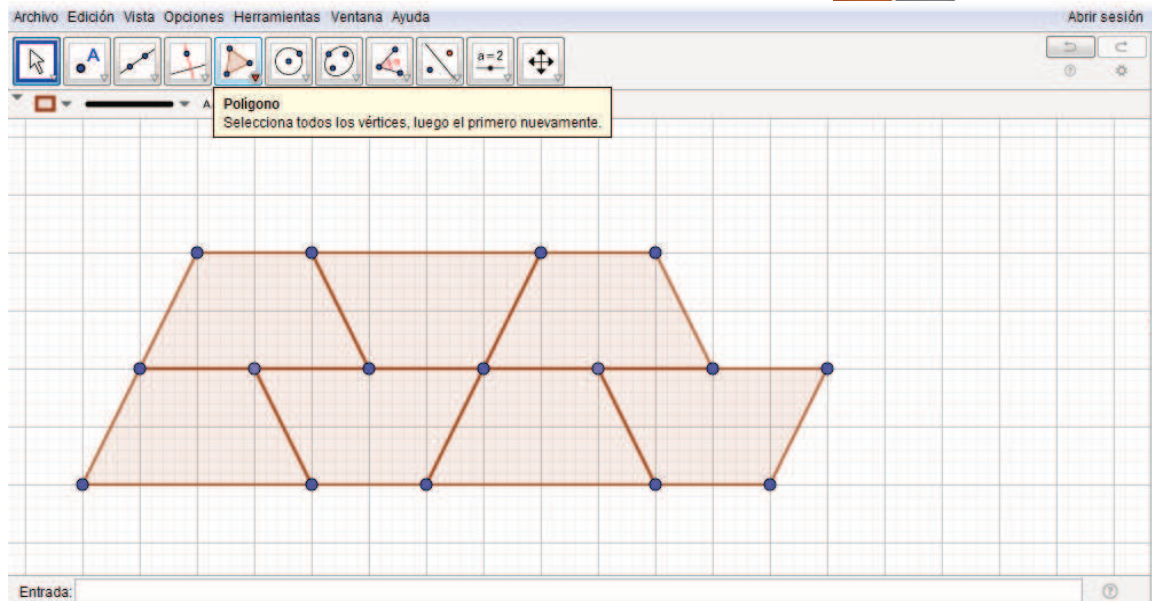 Archivo Edición Vista Opciones Herramientas Ventana Ayuda Abrir sesión
A a=2
A
Poligono
Selecciona todos los vértices, luego el primero nuevamente.
Entrada: